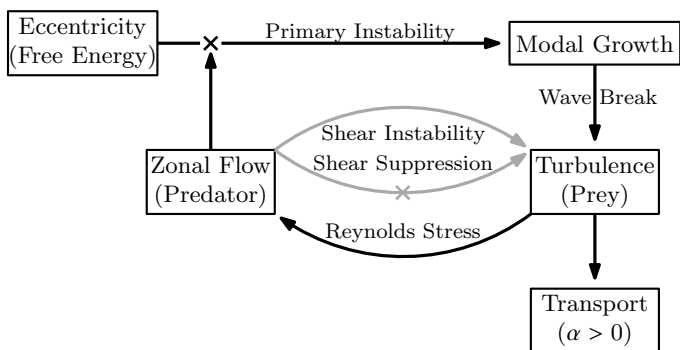 Eccentricity
(Free Energy)
Primary Instability
Modal Growth
Wave Break
Shear Instability
Shear Suppression
Zonal Flow
(Predator)
Turbulence
(Prey)
Reynolds Stress
Transport
(α > 0)